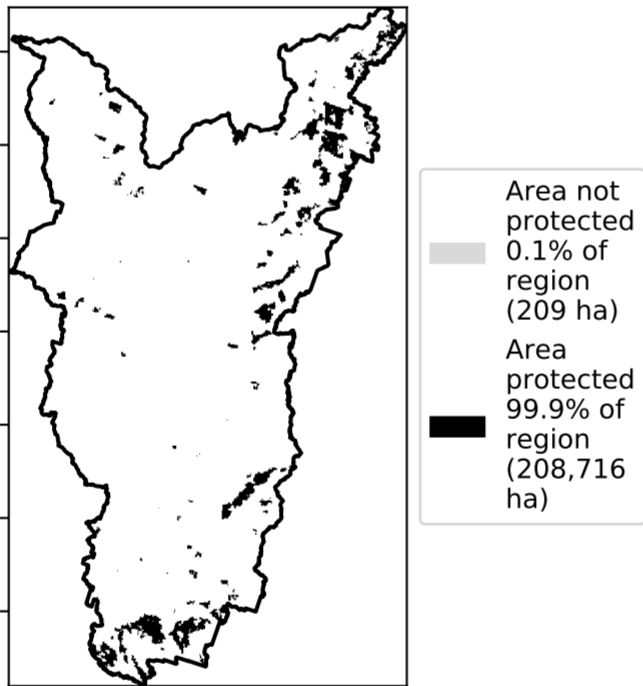 Area not
protected
0.1% of
region
(209 ha)
Area
protected
99.9% of
region
(208,716
ha)